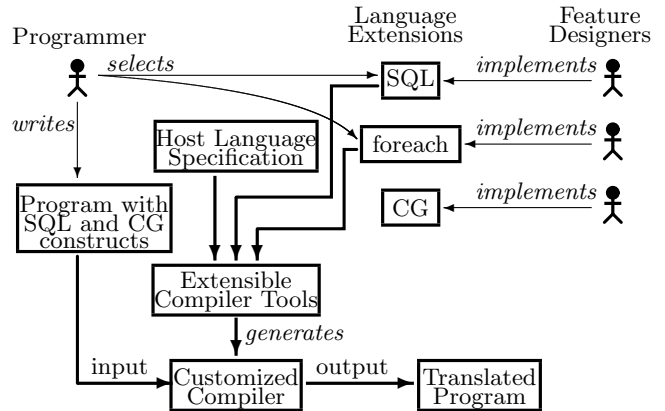 Programmer
Language
Extensions
Feature
Designers
selects
SQL
implements
writes
Host Language
Specification
foreach
implements
Program with
SQL and CG
constructs
CG
implements
Extensible
Compiler Tools
generates
input
Customized
Compiler
output
Translated
Program